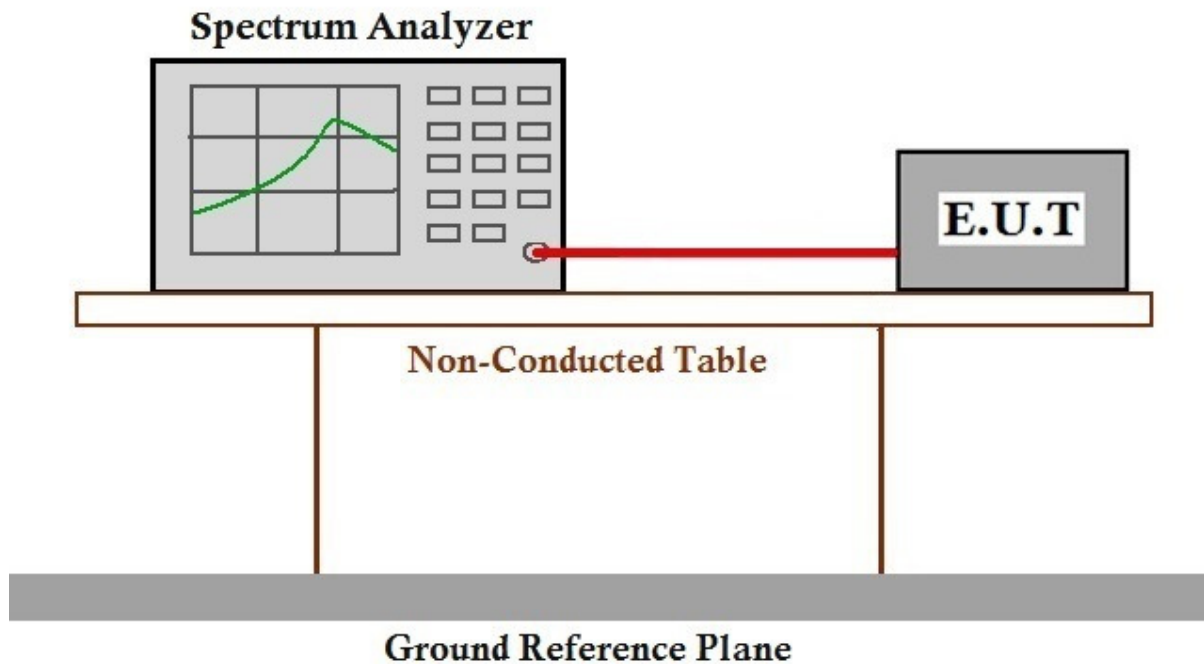 Spectrum Analyzer
E.U.T
Non-Conducted Table
Ground Reference Plane